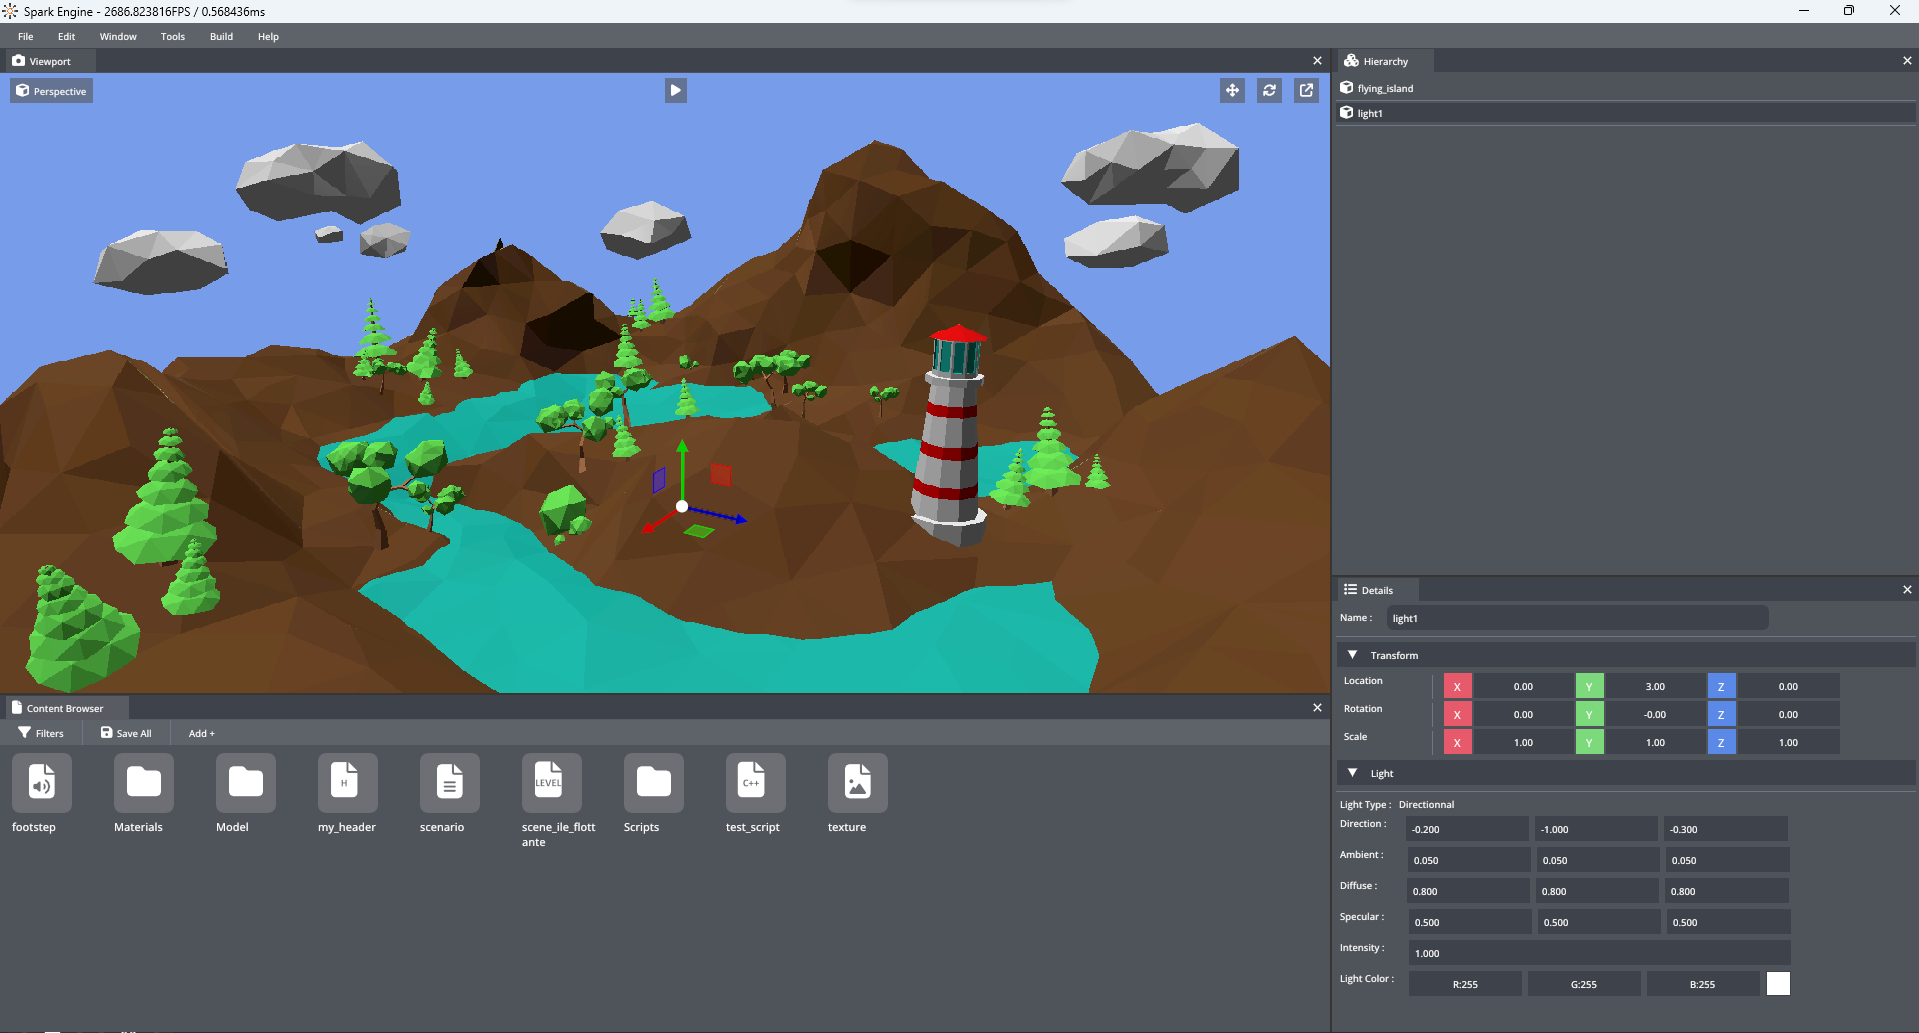 Spark Engine - 2686.823816FPS / 0.568436ms
File Edit Window Tools Build Help
Viewport
Perspective
Hierarchy
flying_island
light1
Details
Name : light1
Transform
Location X 0.00 Y 3.00 Z 0.00
Rotation X 0.00 Y -0.00 Z 0.00
Scale X 1.00 Y 1.00 Z 1.00
Light
Light Type : Directionnal
Direction : -0.200 -1.000 -0.300
Ambient : 0.050 0.050 0.050
Diffuse : 0.800 0.800 0.800
Specular : 0.500 0.500 0.500
Intensity : 1.000
Light Color : R:255 G:255 B:255
Content Browser
Filters Save All Add +
H LEVEL C++
footstep Materials Model my_header scenario scene_ile_flott Scripts test_script texture
ante